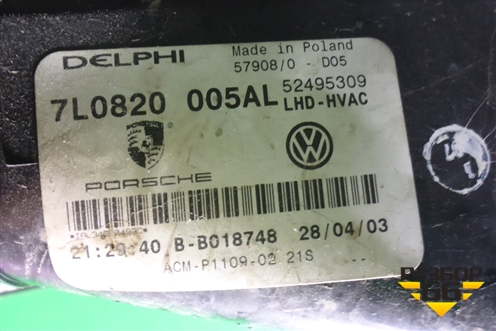 DELPHI
Made in Poland
57908/0 - D05
7L0820 005AL
52495309
LHD-HVAC
PORSCHE
21:29:40 B-B018748 28/04/03
ACM-P1109-02 21S